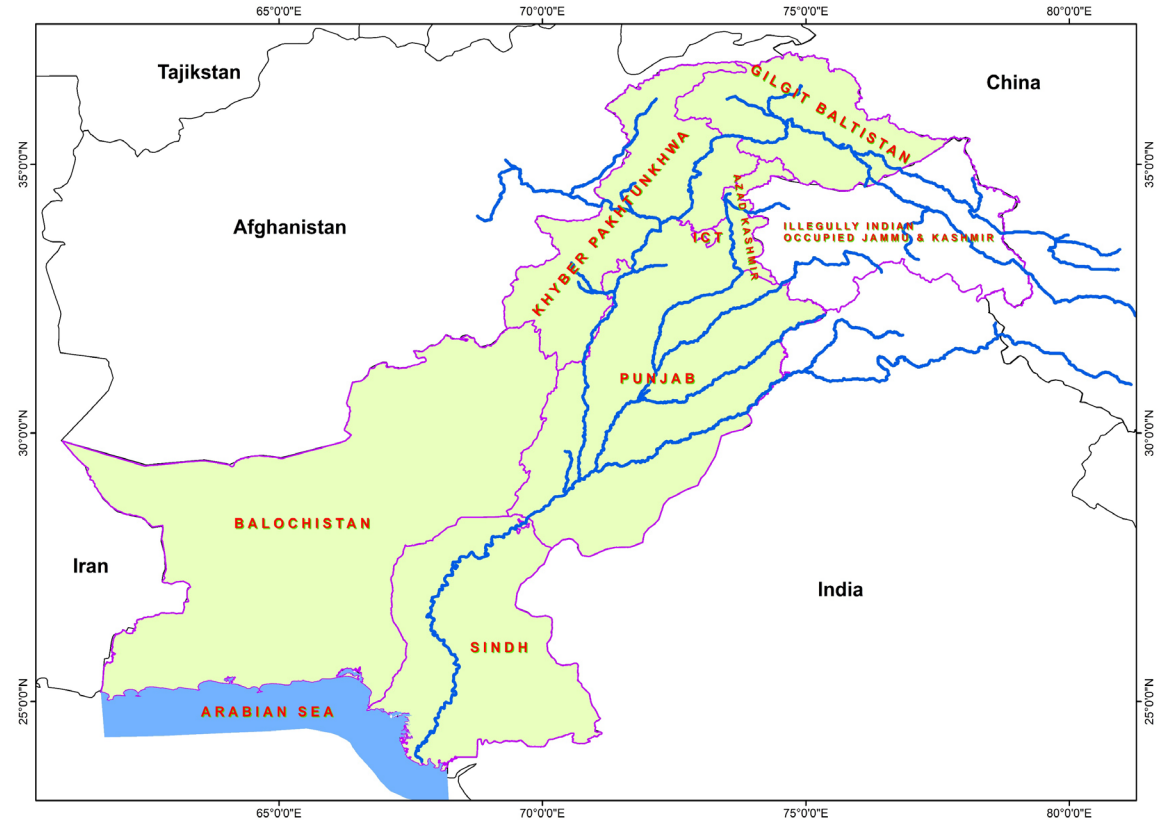 65°0'0"E
70°0'0"E
75°0'0"E
80°0'0"E
Tajikstan
China
GILGIT BALTISTAN
35°0'0"N
35°0'0"N
KHYBER PAKHTUNKHWA
AZAD KASHMIR
Afghanistan
ICT
ILLEGULLY INDIAN
OCCUPIED JAMMU & KASHMIR
PUNJAB
30°0'0"N
30°0'0"N
BALOCHISTAN
Iran
India
SINDH
25°0'0"N
25°0'0"N
ARABIAN SEA
65°0'0"E
70°0'0"E
75°0'0"E
80°0'0"E